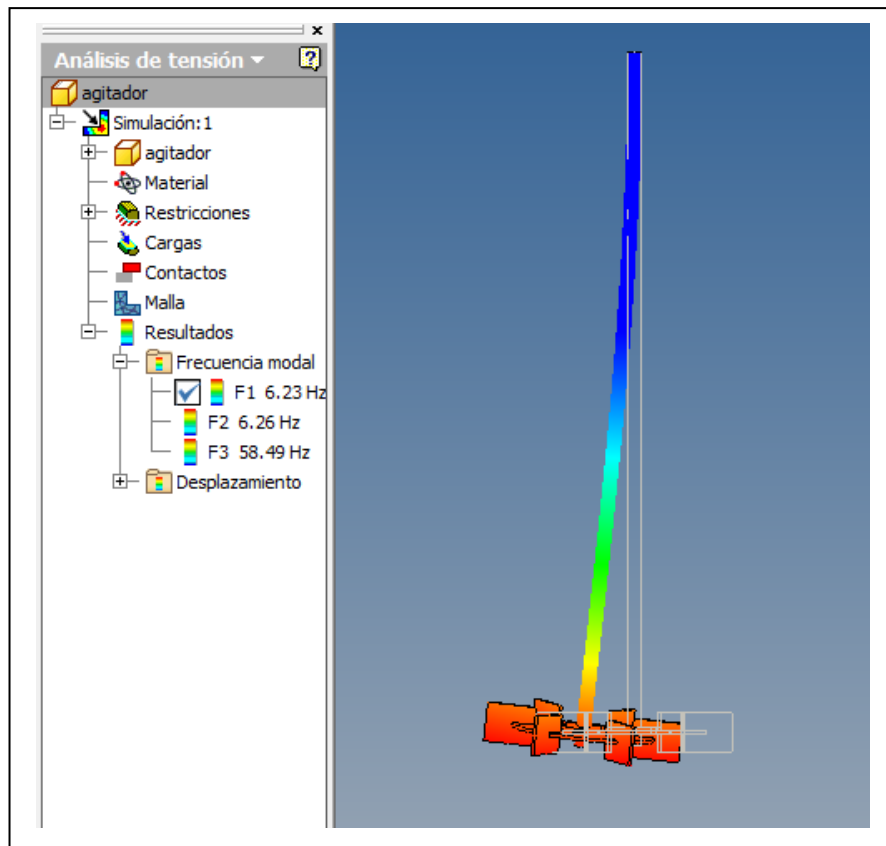 x
Análisis de tensión
?
agitador
Simulación:1
agitador
Material
Restricciones
Cargas
Contactos
Malla
Resultados
Frecuencia modal
F1 6.23 Hz
F2 6.26 Hz
F3 58.49 Hz
Desplazamiento